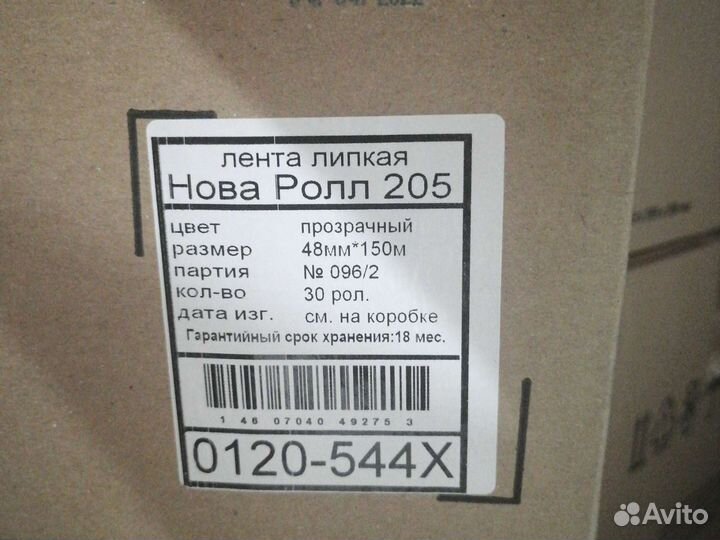 лента липкая
Нова Ролл 205
цвет прозрачный
размер 48мм*150м
партия № 096/2
кол-во 30 рол.
дата изг. см. на коробке
Гарантийный срок хранения:18 мес.
1 46 07040 49275 3
0120-544X
Avito